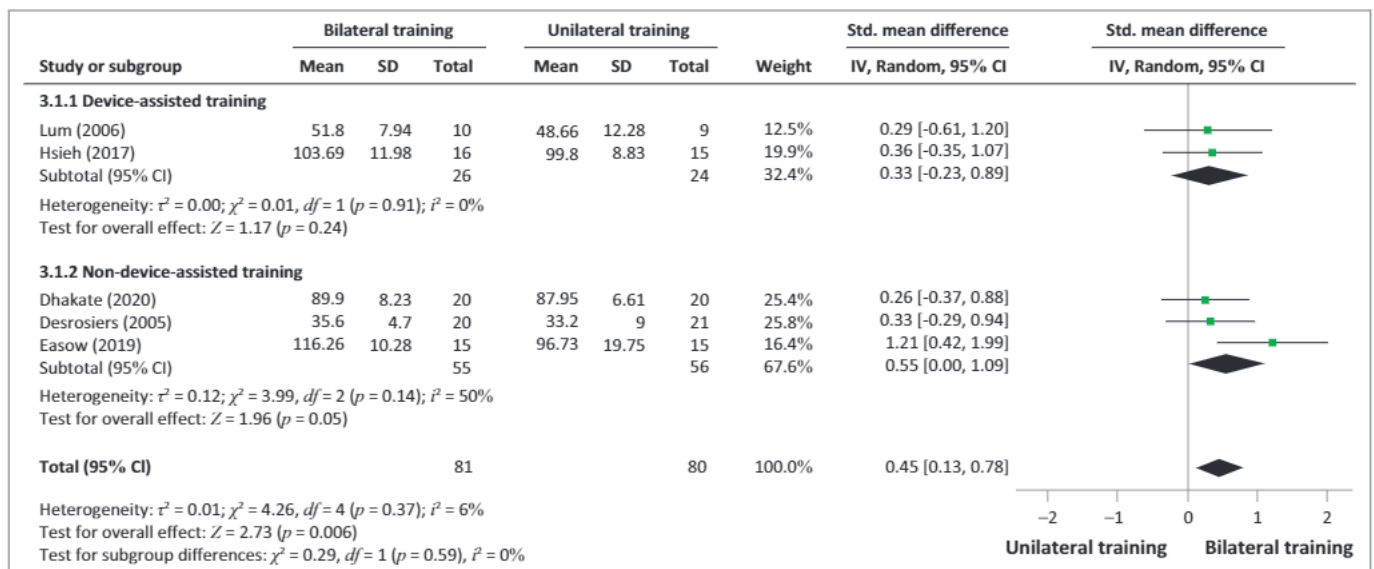 Bilateral training Unilateral training Std. mean difference Std. mean difference
Study or subgroup Mean SD Total Mean SD Total Weight IV, Random, 95% CI IV, Random, 95% CI
3.1.1 Device-assisted training
Lum (2006) 51.8 7.94 10 48.66 12.28 9 12.5% 0.29 [-0.61, 1.20]
Hsieh (2017) 103.69 11.98 16 99.8 8.83 15 19.9% 0.36 [-0.35, 1.07]
Subtotal (95% CI) 26 24 32.4% 0.33 [-0.23, 0.89]
Heterogeneity: τ² = 0.00; χ² = 0.01, df = 1 (p = 0.91); i² = 0%
Test for overall effect: Z = 1.17 (p = 0.24)
3.1.2 Non-device-assisted training
Dhakate (2020) 89.9 8.23 20 87.95 6.61 20 25.4% 0.26 [-0.37, 0.88]
Desrosiers (2005) 35.6 4.7 20 33.2 9 21 25.8% 0.33 [-0.29, 0.94]
Easow (2019) 116.26 10.28 15 96.73 19.75 15 16.4% 1.21 [0.42, 1.99]
Subtotal (95% CI) 55 56 67.6% 0.55 [0.00, 1.09]
Heterogeneity: τ² = 0.12; χ² = 3.99, df = 2 (p = 0.14); i² = 50%
Test for overall effect: Z = 1.96 (p = 0.05)
Total (95% CI) 81 80 100.0% 0.45 [0.13, 0.78]
Heterogeneity: τ² = 0.01; χ² = 4.26, df = 4 (p = 0.37); i² = 6%
Test for overall effect: Z = 2.73 (p = 0.006)
Test for subgroup differences: χ² = 0.29, df = 1 (p = 0.59), i² = 0%
−2 −1 0 1 2
Unilateral training Bilateral training